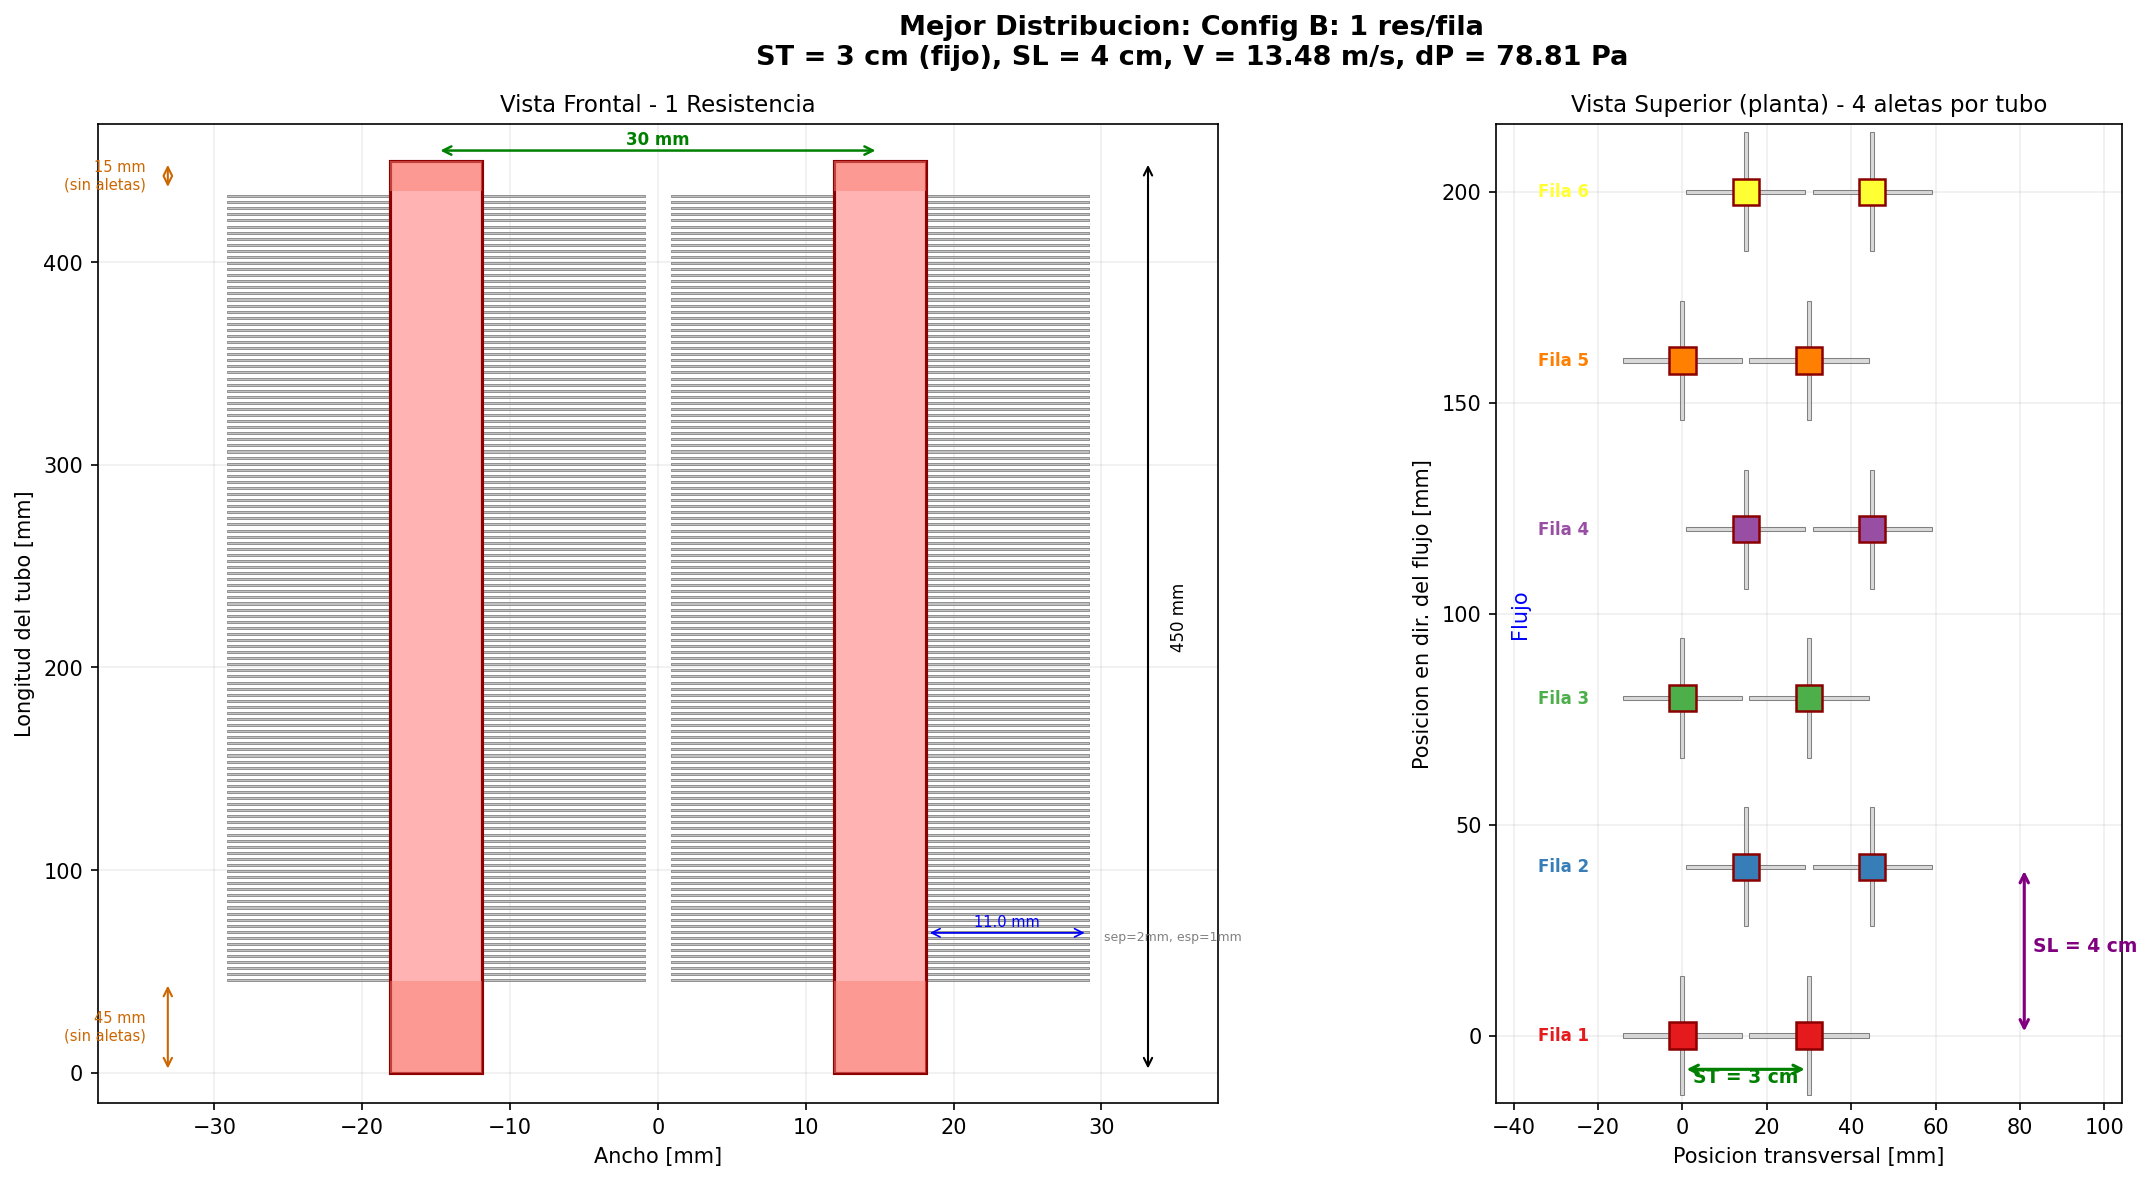 Mejor Distribucion: Config B: 1 res/fila
ST = 3 cm (fijo), SL = 4 cm, V = 13.48 m/s, dP = 78.81 Pa
Vista Frontal - 1 Resistencia
30 mm
15 mm
(sin aletas)
400
300
200
100
0
Longitud del tubo [mm]
450 mm
11.0 mm
sep=2mm, esp=1mm
45 mm
(sin aletas)
−30
−20
−10
0
10
20
30
Ancho [mm]
Vista Superior (planta) - 4 aletas por tubo
200
150
100
50
0
Posicion en dir. del flujo [mm]
Fila 6
Fila 5
Fila 4
Flujo
Fila 3
Fila 2
SL = 4 cm
Fila 1
ST = 3 cm
−40
−20
0
20
40
60
80
100
Posicion transversal [mm]